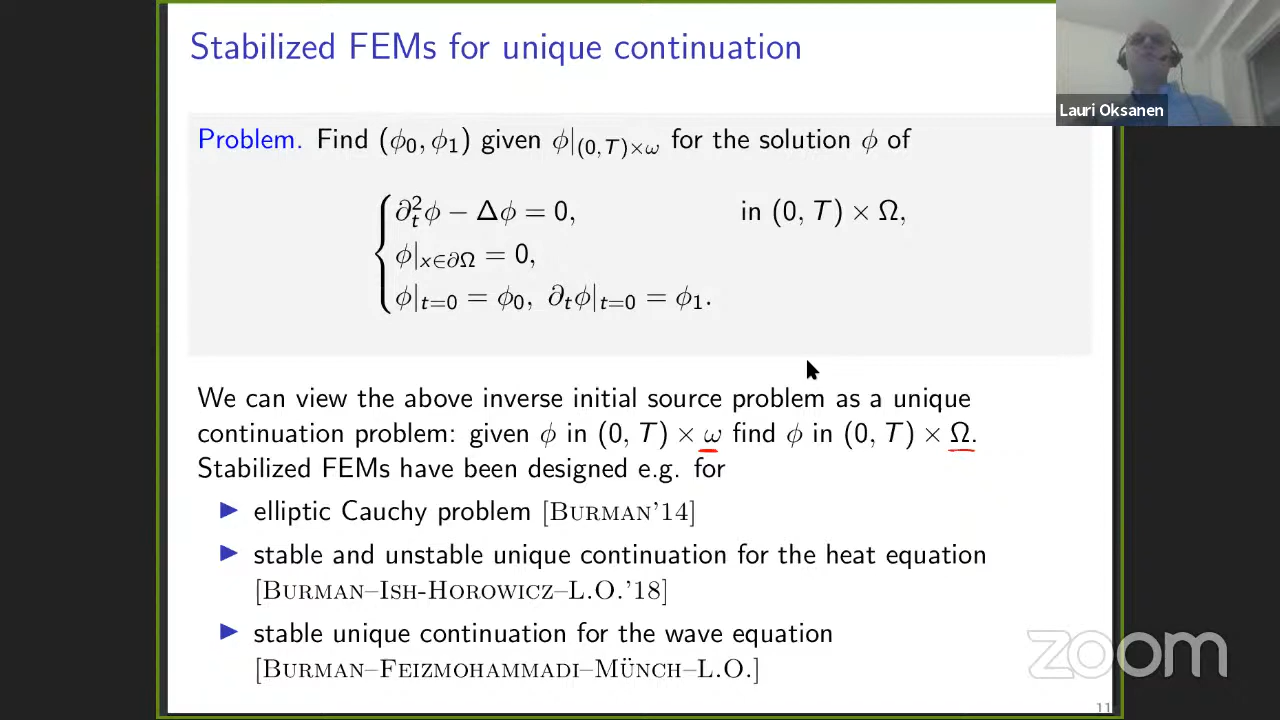 Stabilized FEMs for unique continuation
Lauri Oksanen
Problem. Find (ϕ₀, ϕ₁) given ϕ|₍₀,T₎×ω for the solution ϕ of
∂ₜ²ϕ − Δϕ = 0, in (0, T) × Ω,
ϕ|x∈∂Ω = 0,
ϕ|t=0 = ϕ₀, ∂ₜϕ|t=0 = ϕ₁.
We can view the above inverse initial source problem as a unique
continuation problem: given ϕ in (0, T) × ω find ϕ in (0, T) × Ω.
Stabilized FEMs have been designed e.g. for
▶ elliptic Cauchy problem [Burman'14]
▶ stable and unstable unique continuation for the heat equation
[Burman–Ish-Horowicz–L.O.'18]
▶ stable unique continuation for the wave equation
[Burman–Feizmohammadi–Münch–L.O.]
zoom
11